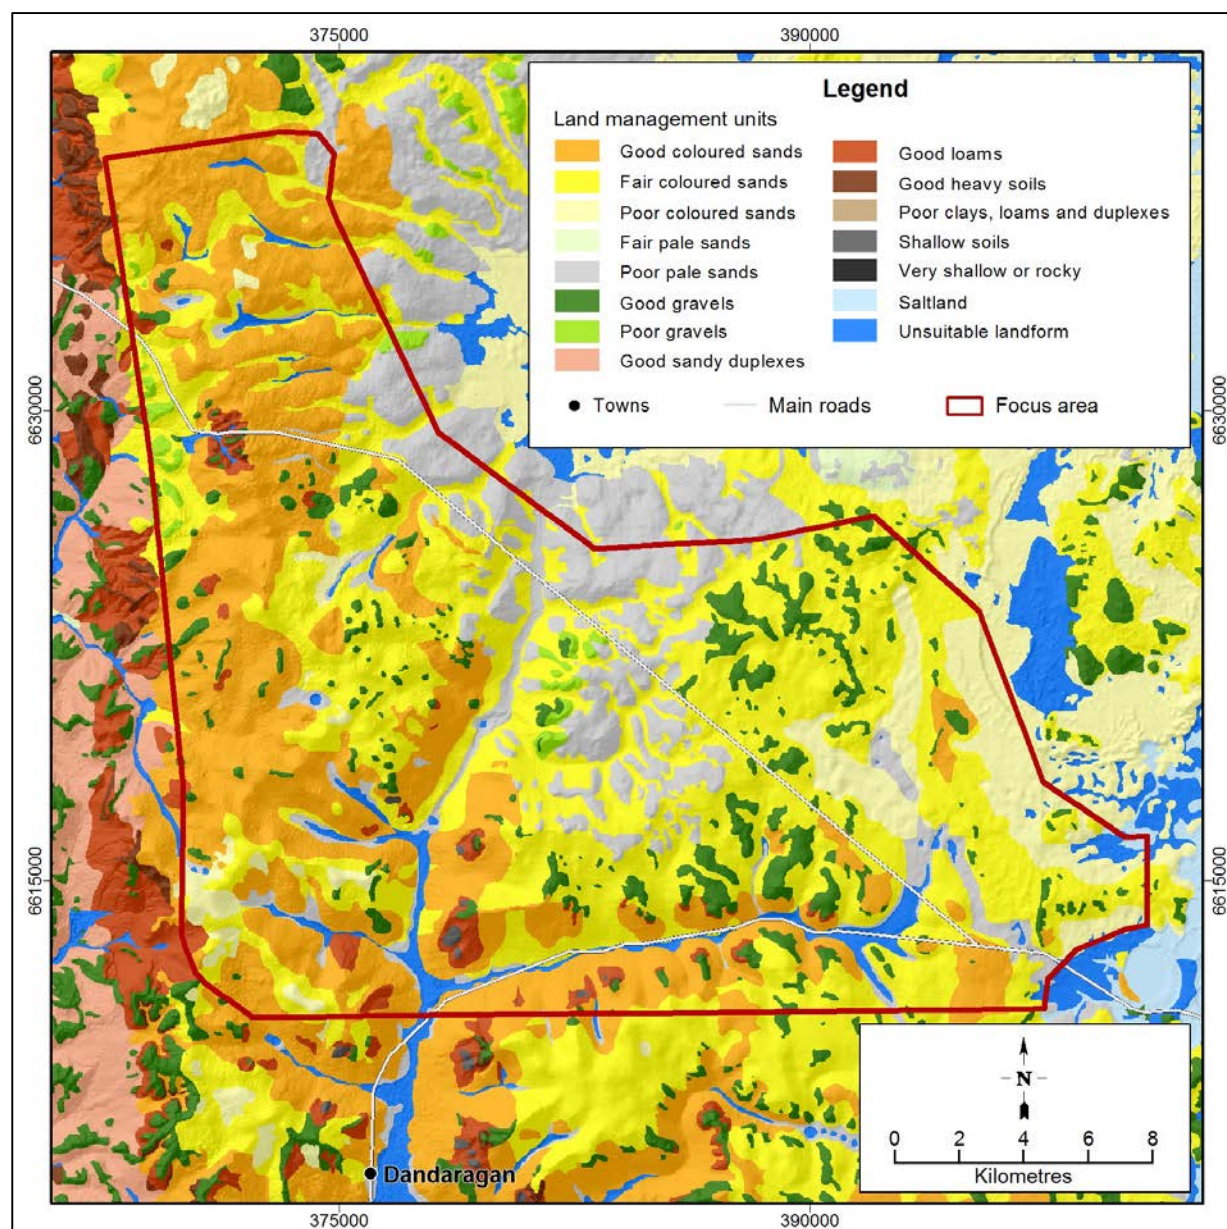 375000
390000
Legend
Land management units
Good coloured sands
Fair coloured sands
Poor coloured sands
Fair pale sands
Poor pale sands
Good gravels
Poor gravels
Good sandy duplexes
Good loams
Good heavy soils
Poor clays, loams and duplexes
Shallow soils
Very shallow or rocky
Saltland
Unsuitable landform
Towns
Main roads
Focus area
6630000
6630000
6615000
6615000
N
0 2 4 6 8
Kilometres
Dandaragan
375000
390000